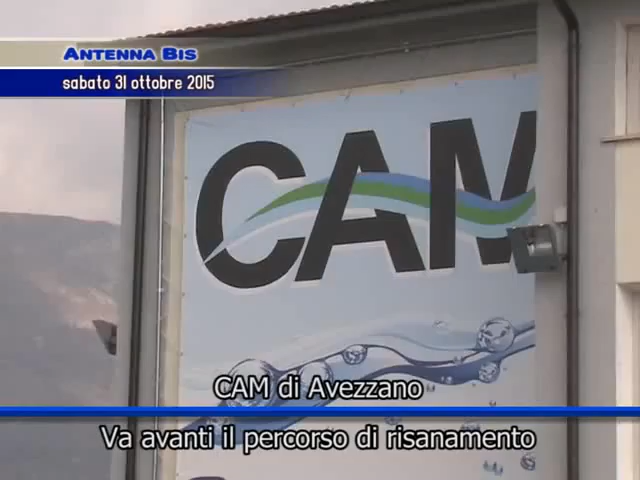 Antenna Bis
sabato 31 ottobre 2015
CAM
CAM di Avezzano
Va avanti il percorso di risanamento